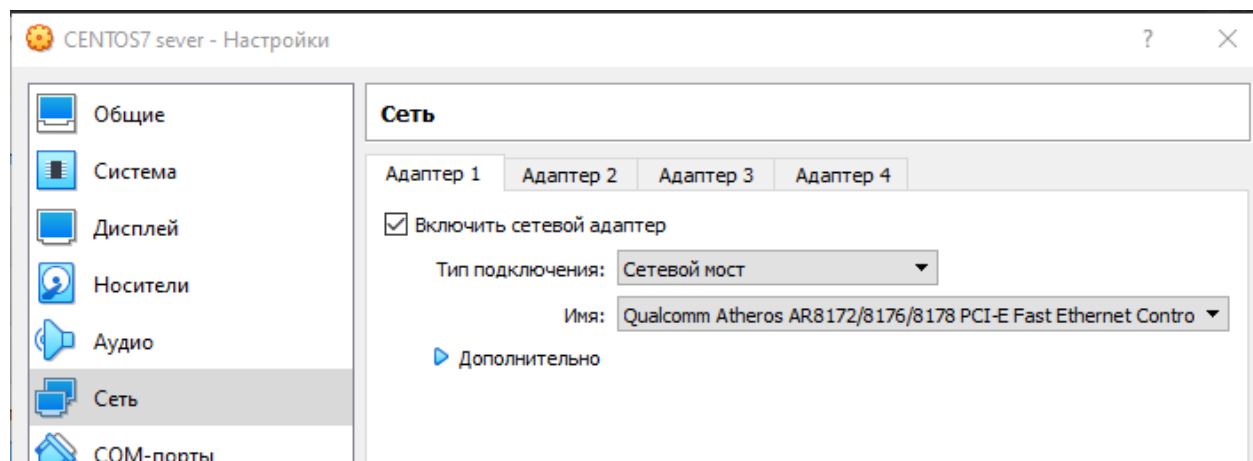 CENTOS7 sever - Настройки ? ×
Общие
Система
Дисплей
Носители
Аудио
Сеть
COM-порты
Сеть
Адаптер 1 Адаптер 2 Адаптер 3 Адаптер 4
Включить сетевой адаптер
Тип подключения: Сетевой мост
Имя: Qualcomm Atheros AR8172/8176/8178 PCI-E Fast Ethernet Contro
Дополнительно